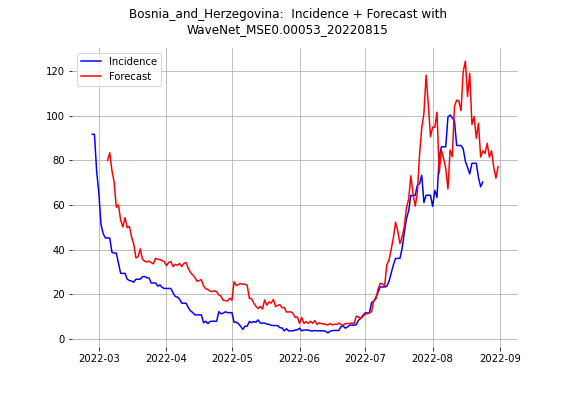 Bosnia_and_Herzegovina:  Incidence + Forecast with
WaveNet_MSE0.00053_20220815
Incidence
Forecast
120
100
80
60
40
20
0
2022-03 2022-04 2022-05 2022-06 2022-07 2022-08 2022-09